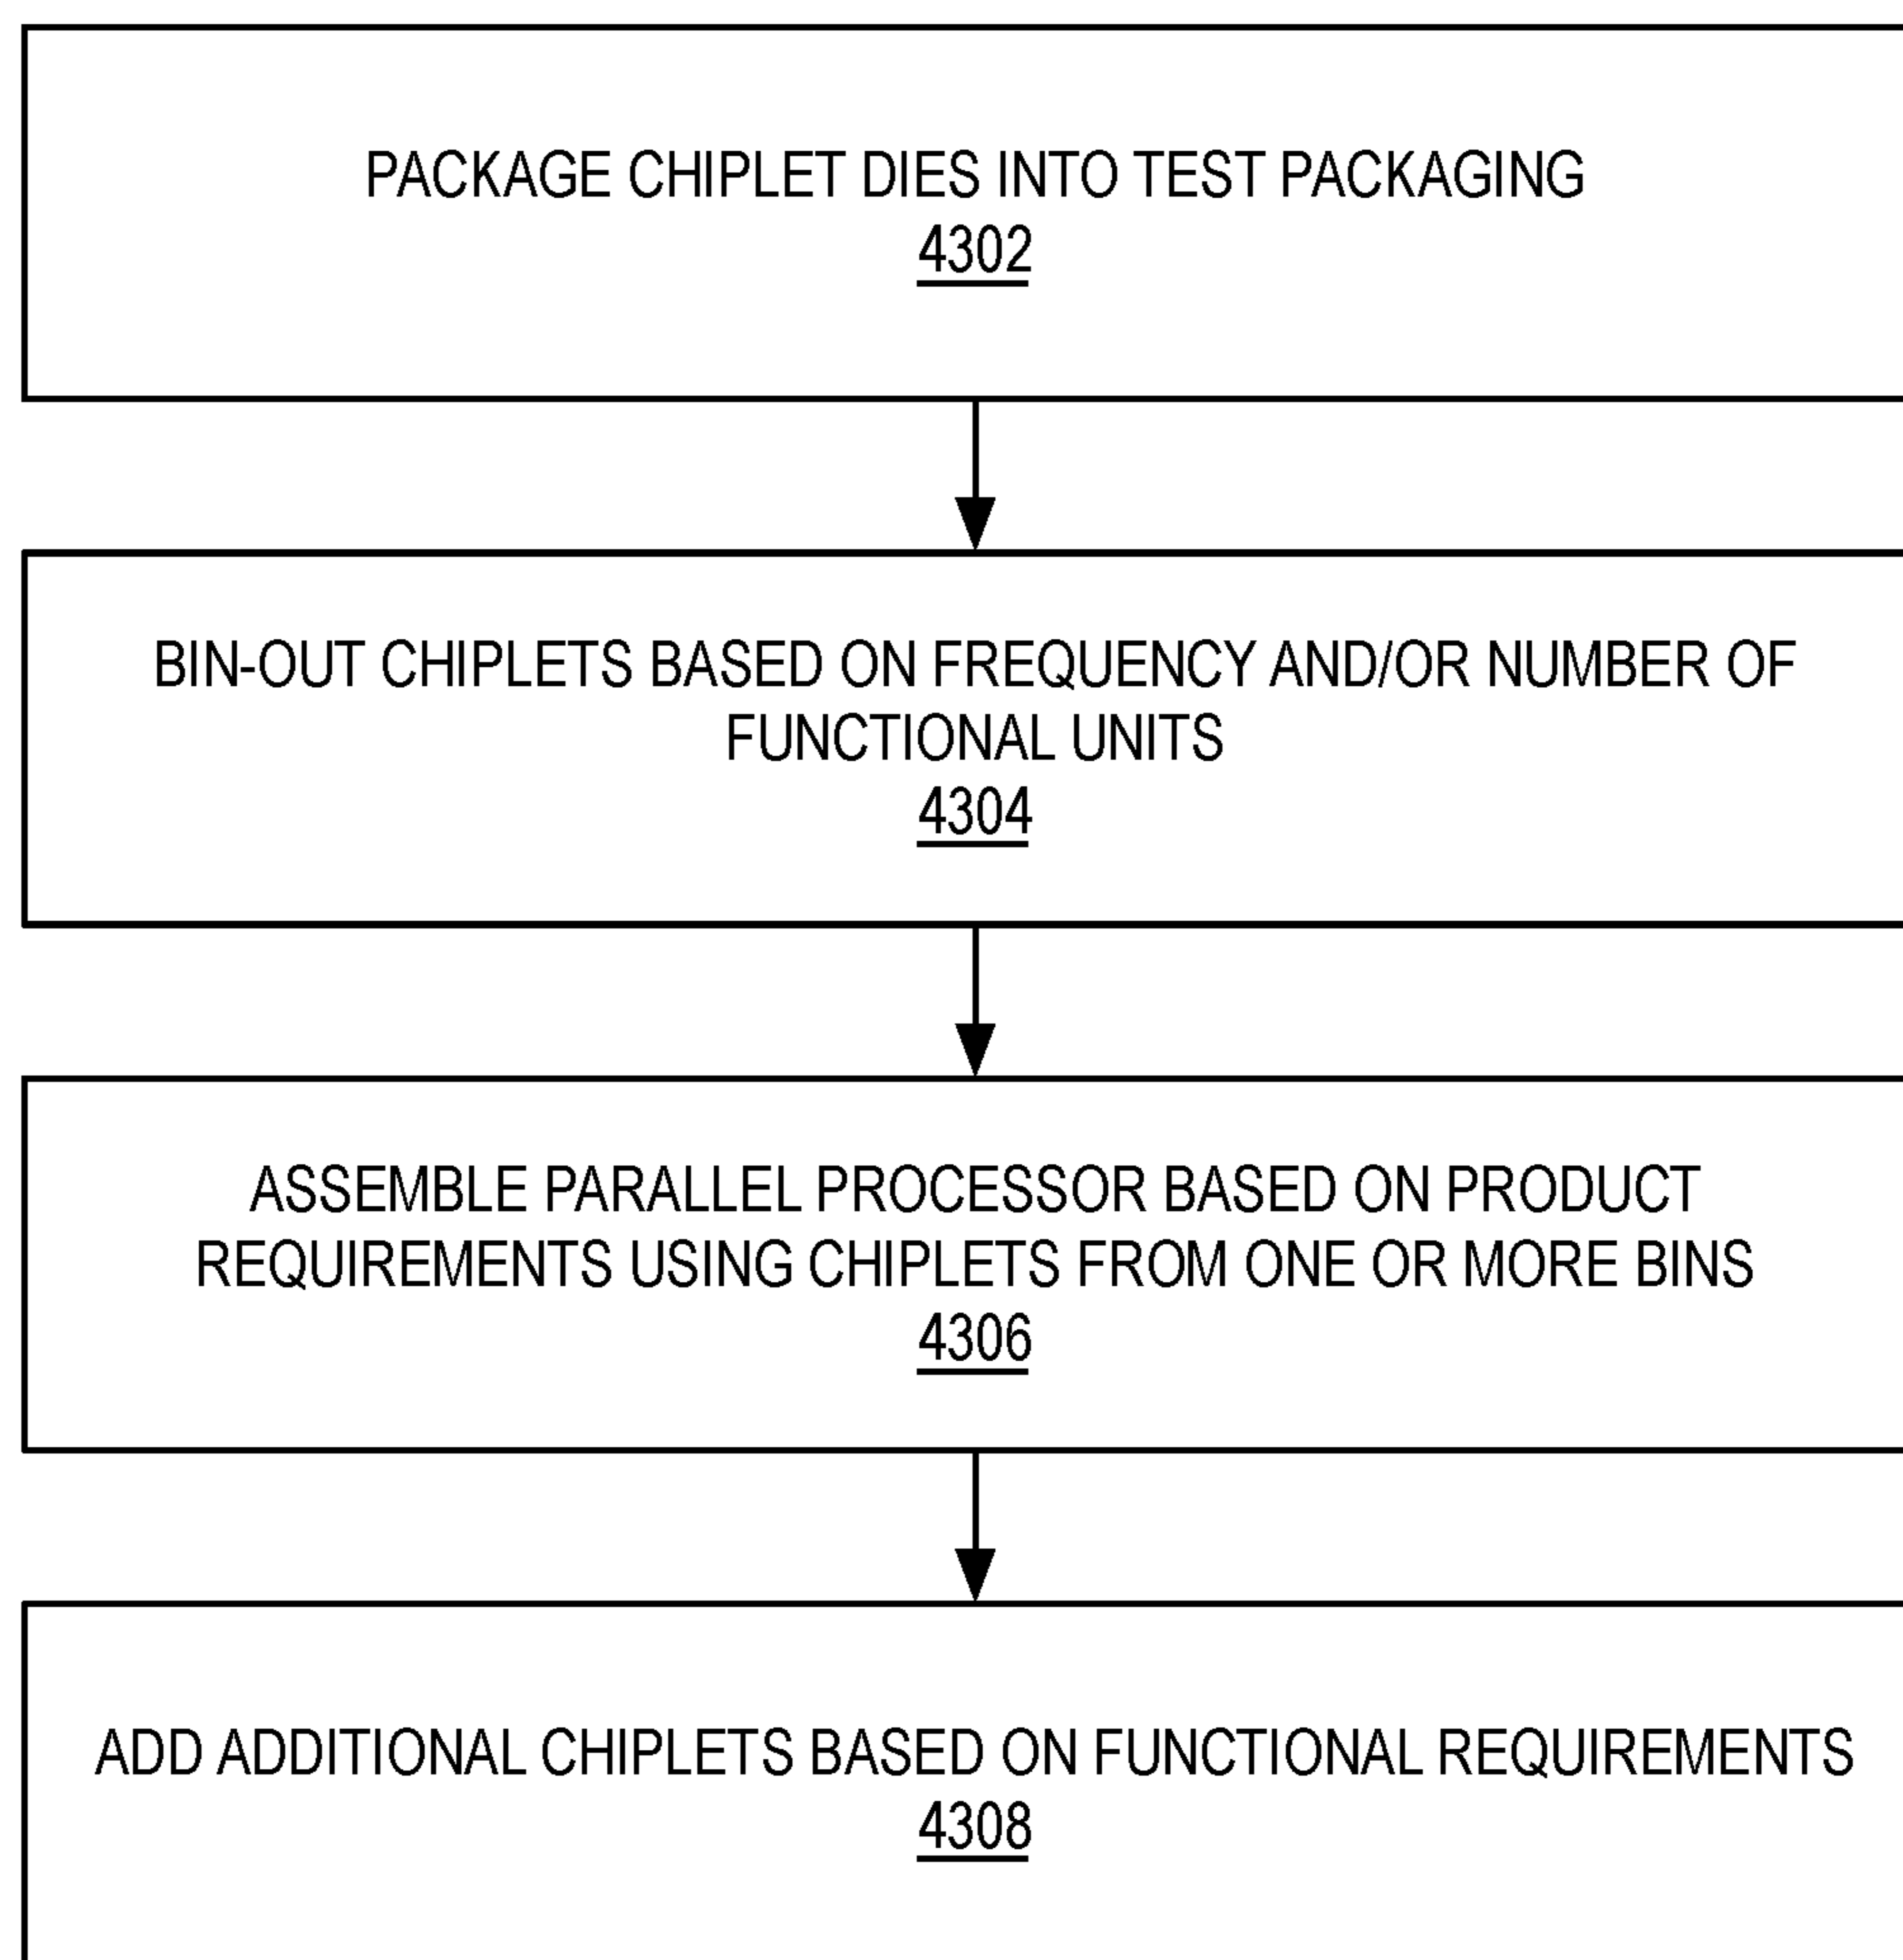 PACKAGE CHIPLET DIES INTO TEST PACKAGING
4302
BIN-OUT CHIPLETS BASED ON FREQUENCY AND/OR NUMBER OF
FUNCTIONAL UNITS
4304
ASSEMBLE PARALLEL PROCESSOR BASED ON PRODUCT
REQUIREMENTS USING CHIPLETS FROM ONE OR MORE BINS
4306
ADD ADDITIONAL CHIPLETS BASED ON FUNCTIONAL REQUIREMENTS
4308